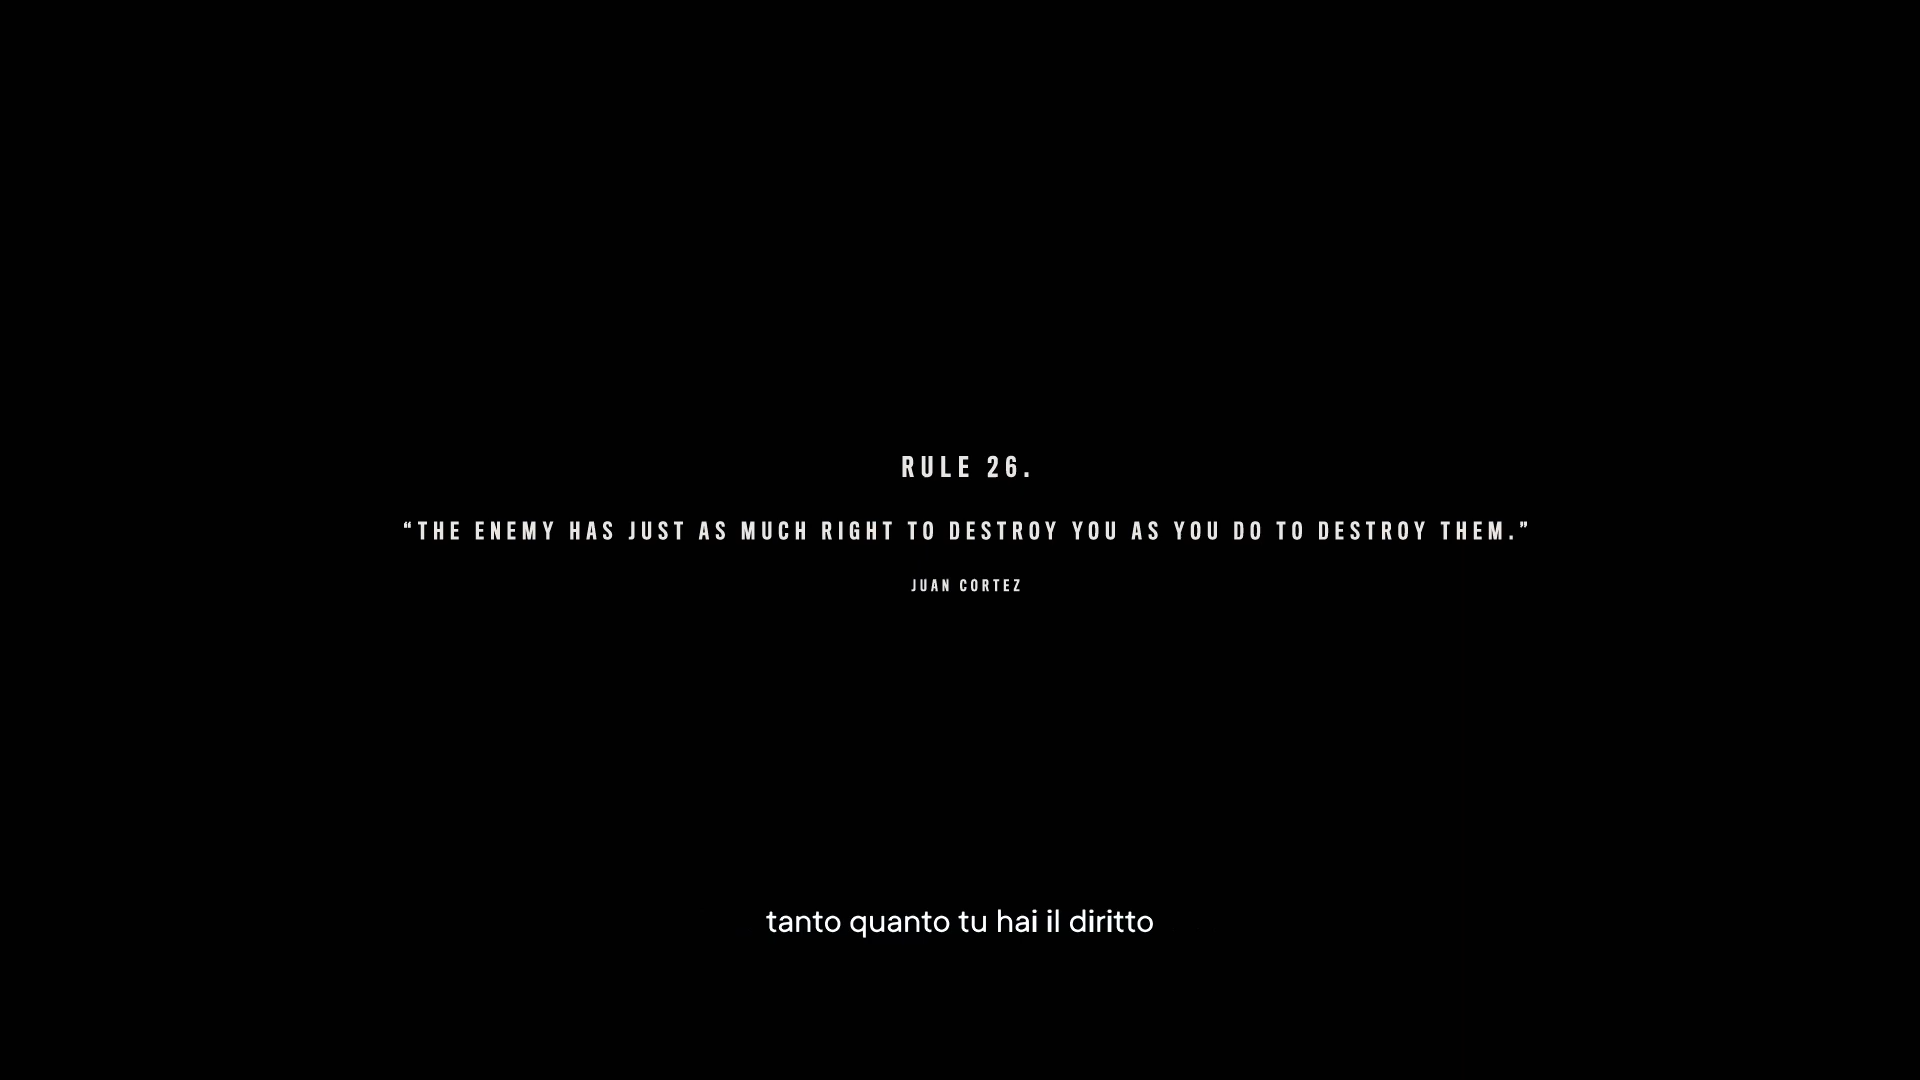 RULE 26.
“THE ENEMY HAS JUST AS MUCH RIGHT TO DESTROY YOU AS YOU DO TO DESTROY THEM.”
JUAN CORTEZ
tanto quanto tu hai il diritto